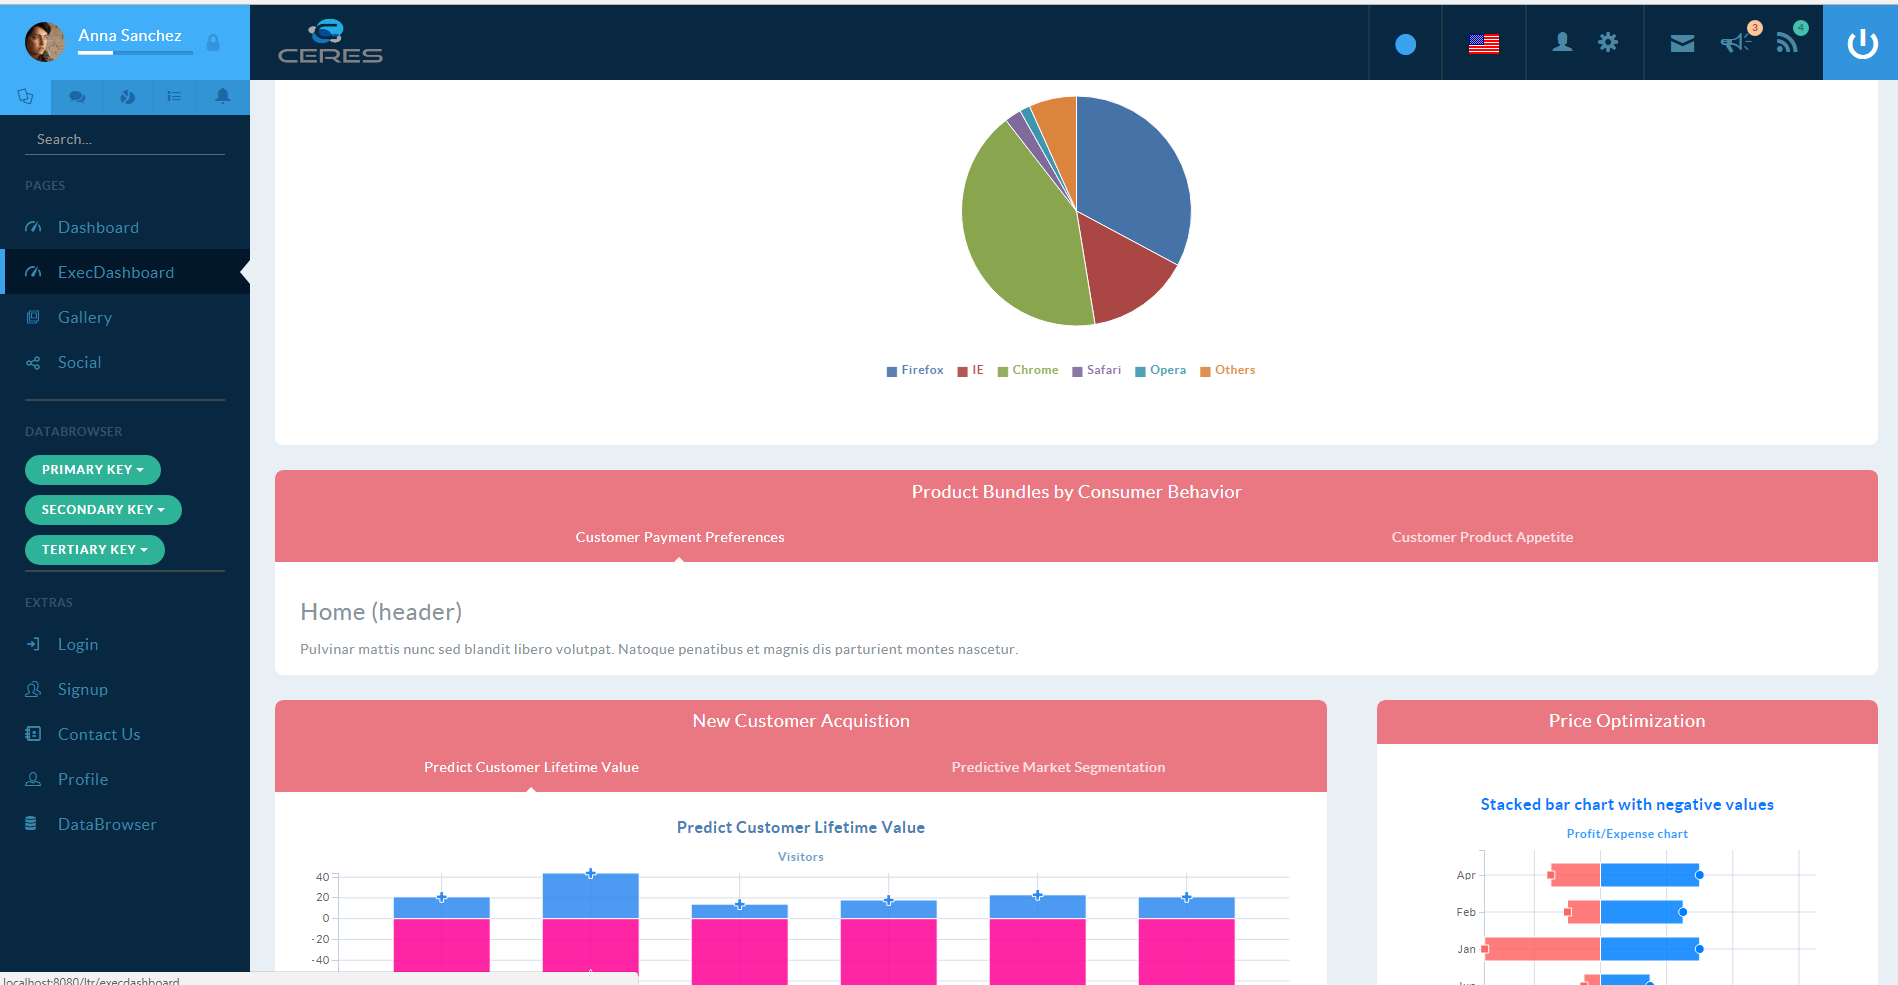 Anna Sanchez
CERES
3
4
Search...
PAGES
Dashboard
ExecDashboard
Gallery
Social
DATABROWSER
PRIMARY KEY
SECONDARY KEY
TERTIARY KEY
EXTRAS
Login
Signup
Contact Us
Profile
DataBrowser
localhost:8080/ltr/execdashboard
Firefox IE Chrome Safari Opera Others
Product Bundles by Consumer Behavior
Customer Payment Preferences Customer Product Appetite
Home (header)
Pulvinar mattis nunc sed blandit libero volutpat. Natoque penatibus et magnis dis parturient montes nascetur.
New Customer Acquistion
Predict Customer Lifetime Value Predictive Market Segmentation
Predict Customer Lifetime Value
Visitors
40
20
0
-20
-40
Price Optimization
Stacked bar chart with negative values
Profit/Expense chart
Apr
Feb
Jan